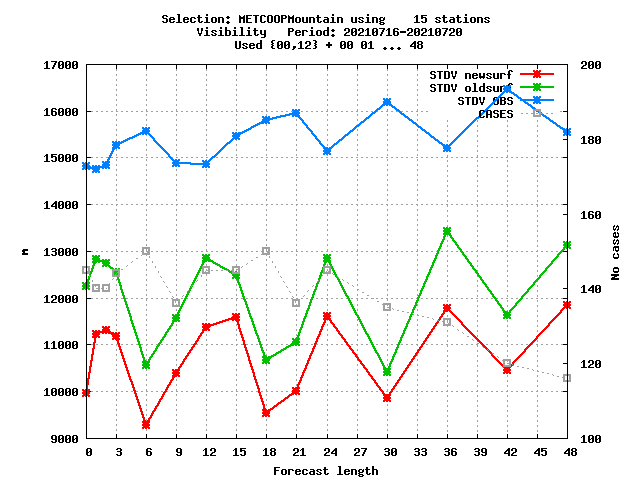 Selection: METCOOPMountain using    15 stations
Visibility   Period: 20210716-20210720
Used {00,12} + 00 01 ... 48
STDV newsurf
STDV oldsurf
STDV OBS
CASES
17000
16000
15000
14000
13000
12000
11000
10000
9000
m
200
180
160
140
120
100
No cases
0 3 6 9 12 15 18 21 24 27 30 33 36 39 42 45 48
Forecast length